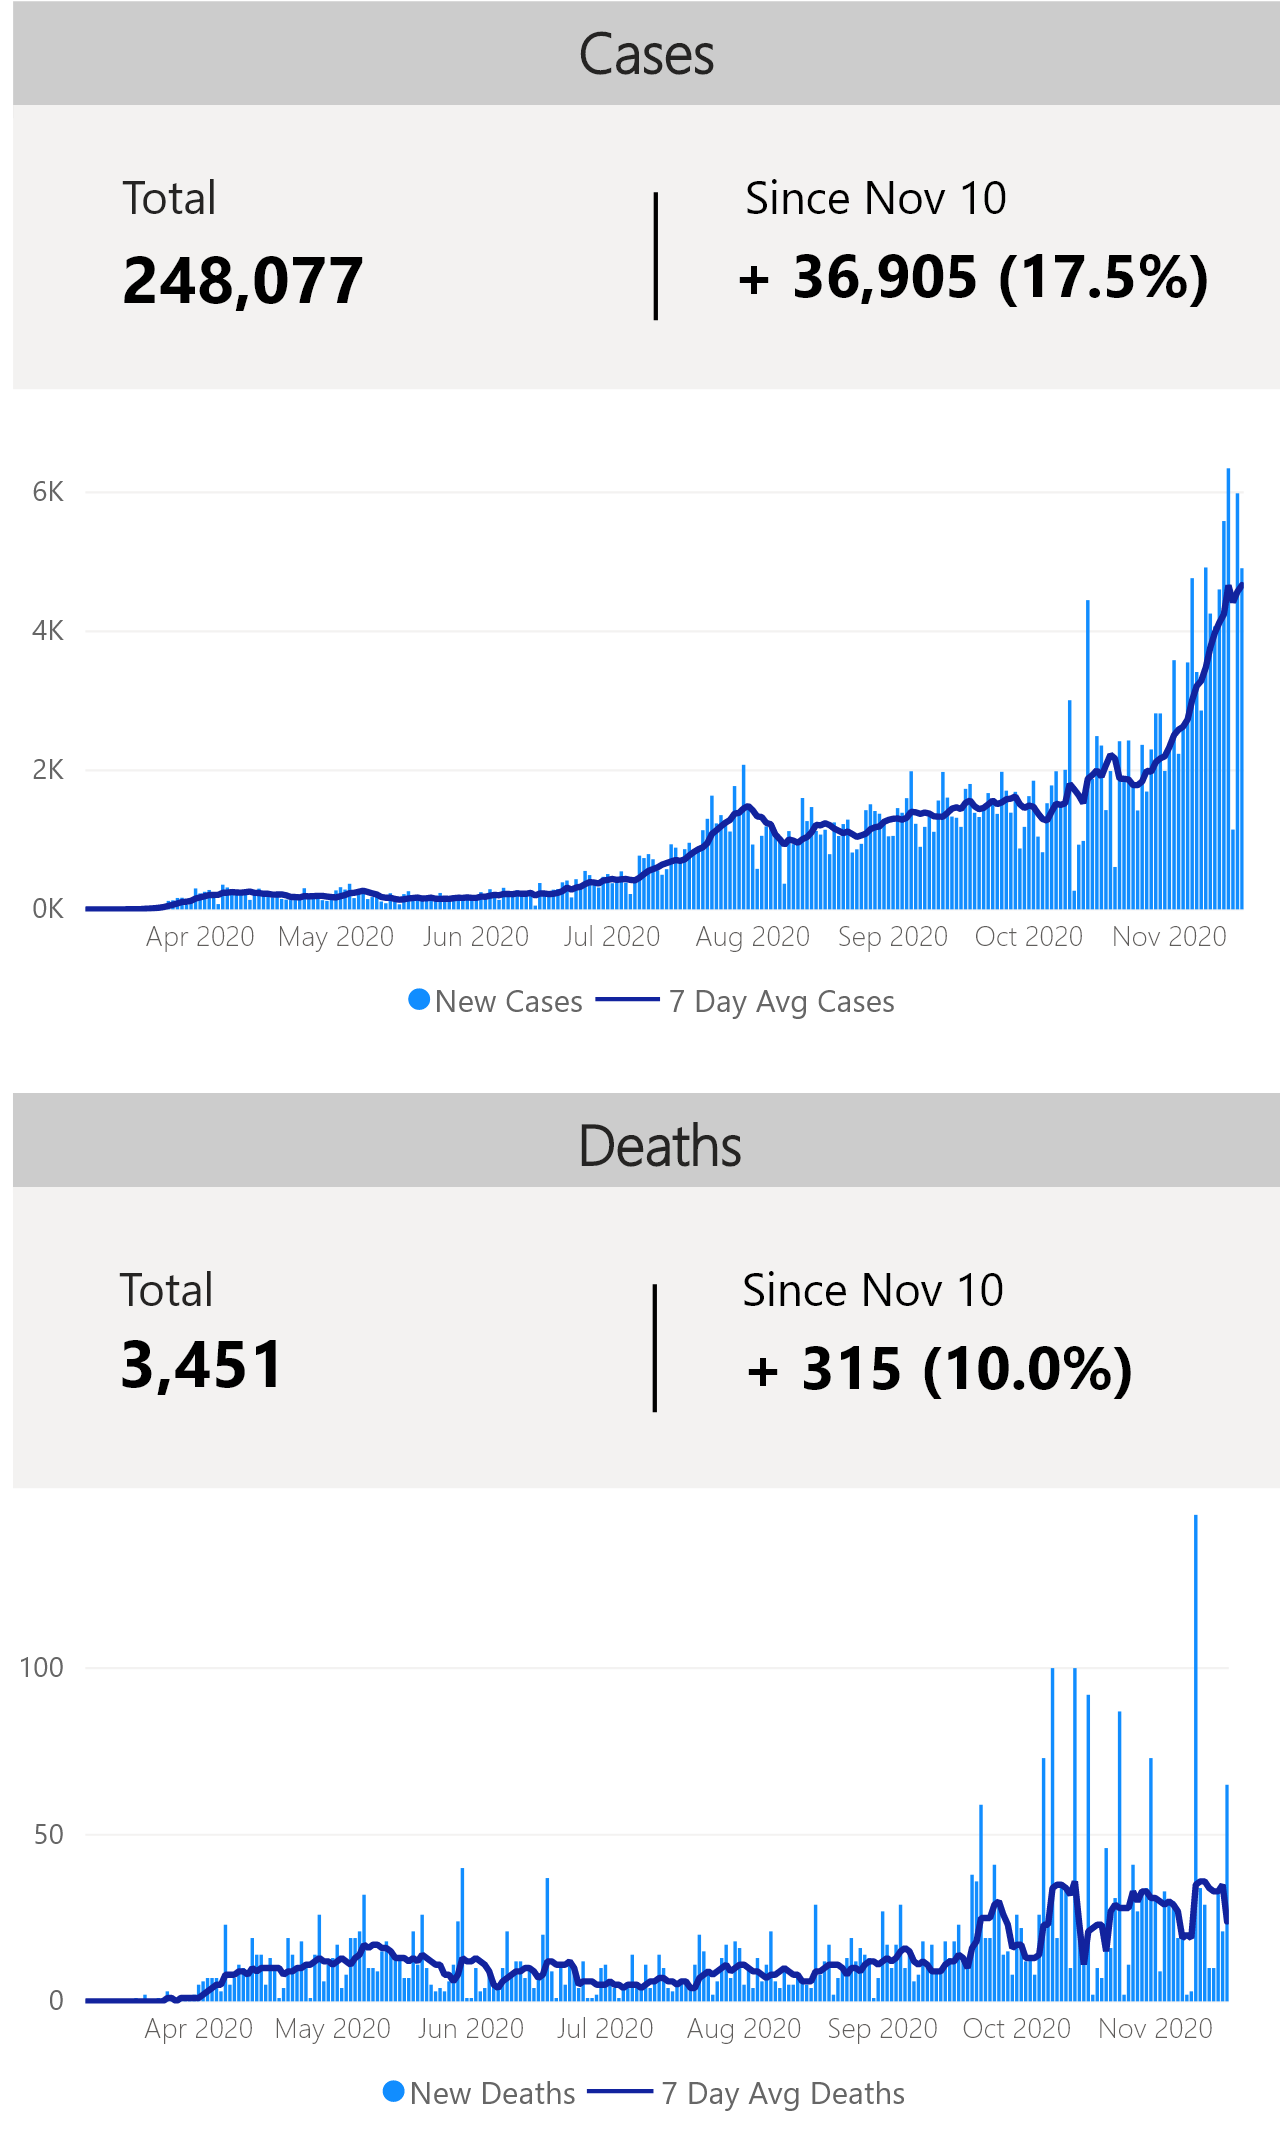 Cases
Total
Since Nov 10
248,077
+ 36,905 (17.5%)
6K
4K
2K
0K
Apr 2020 May 2020 Jun 2020 Jul 2020 Aug 2020 Sep 2020 Oct 2020 Nov 2020
New Cases 7 Day Avg Cases
Deaths
Total
Since Nov 10
3,451
+ 315 (10.0%)
100
50
0
Apr 2020 May 2020 Jun 2020 Jul 2020 Aug 2020 Sep 2020 Oct 2020 Nov 2020
New Deaths 7 Day Avg Deaths